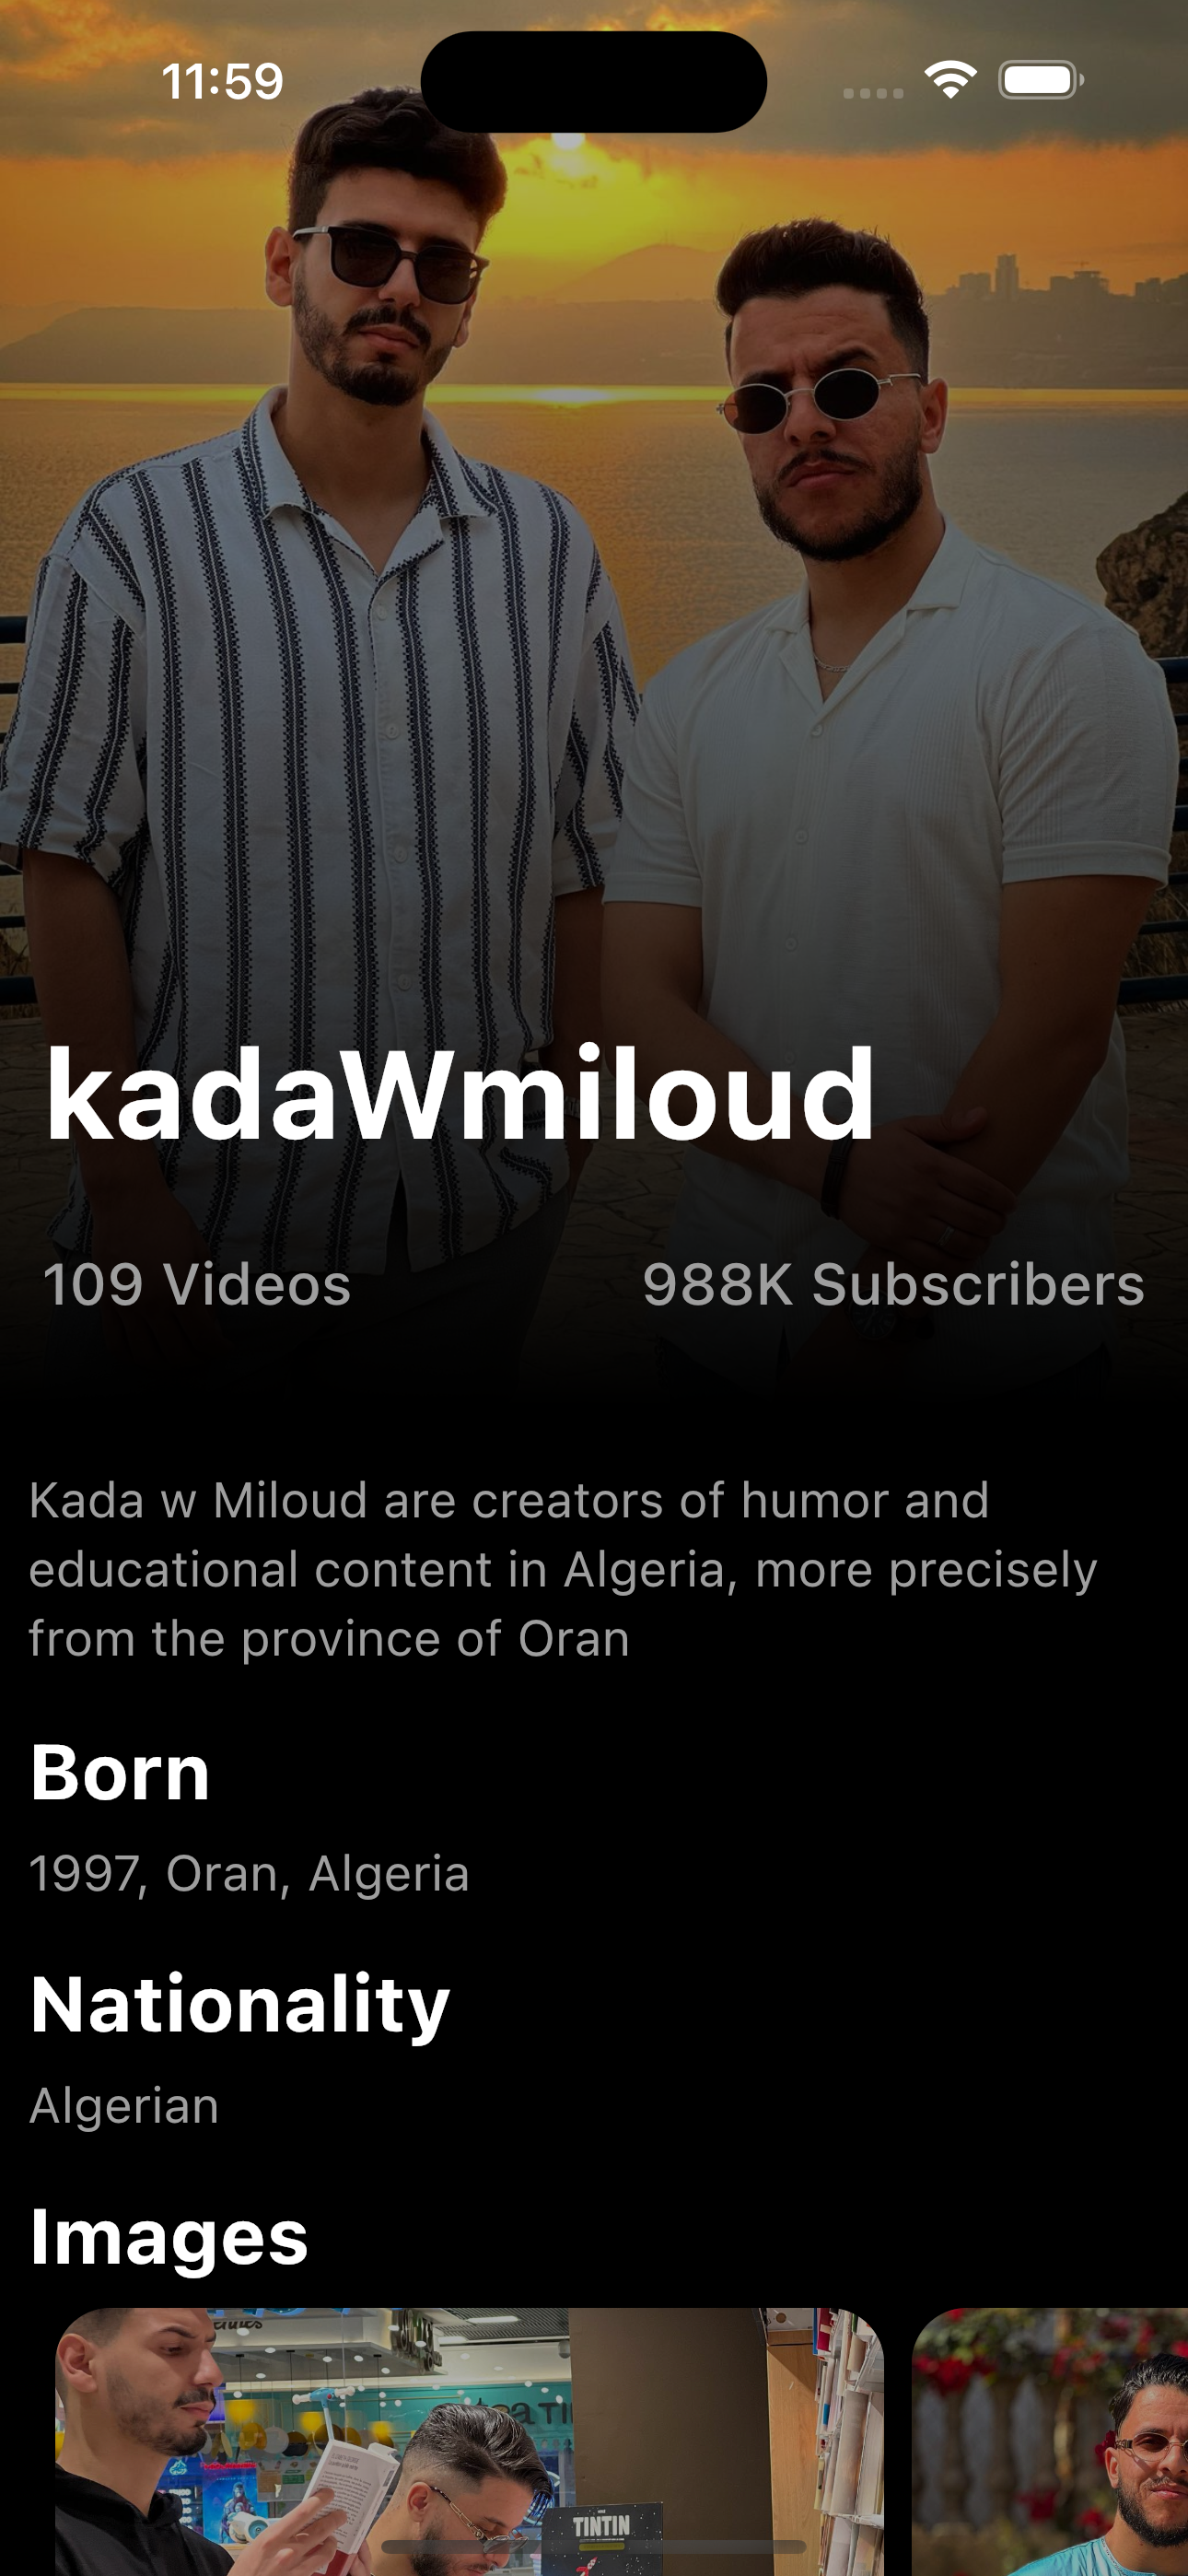 11:59
kadaWmiloud
109 Videos
988K Subscribers
Kada w Miloud are creators of humor and
educational content in Algeria, more precisely
from the province of Oran
Born
1997, Oran, Algeria
Nationality
Algerian
Images
TINTIN